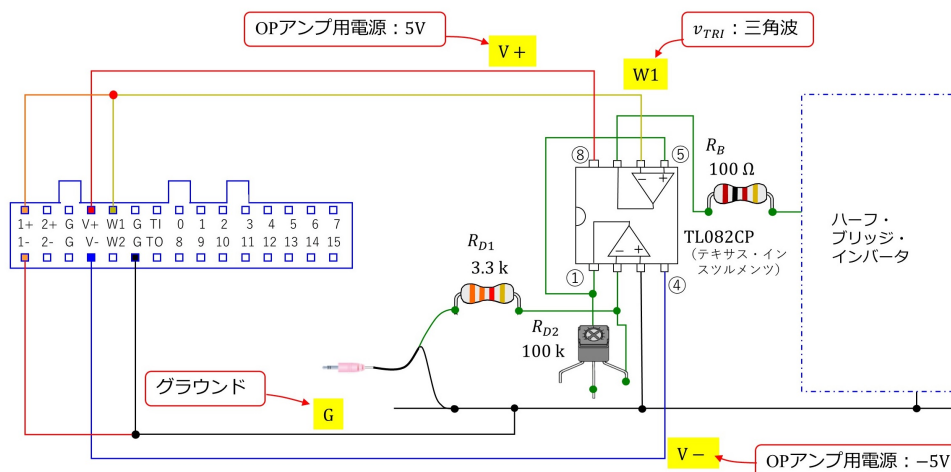 OPアンプ用電源：5V
V +
v_TRI：三角波
W1
⑧
⑤
R_B
100 Ω
1+ 2+ G V+ W1 G TI 0 1 2 3 4 5 6 7
1- 2- G V- W2 G TO 8 9 10 11 12 13 14 15
TL082CP
（テキサス・イン
スツルメンツ）
ハーフ・
ブリッジ・
インバータ
R_D1
3.3 k
①
④
R_D2
100 k
グラウンド
G
V −
OPアンプ用電源：−5V